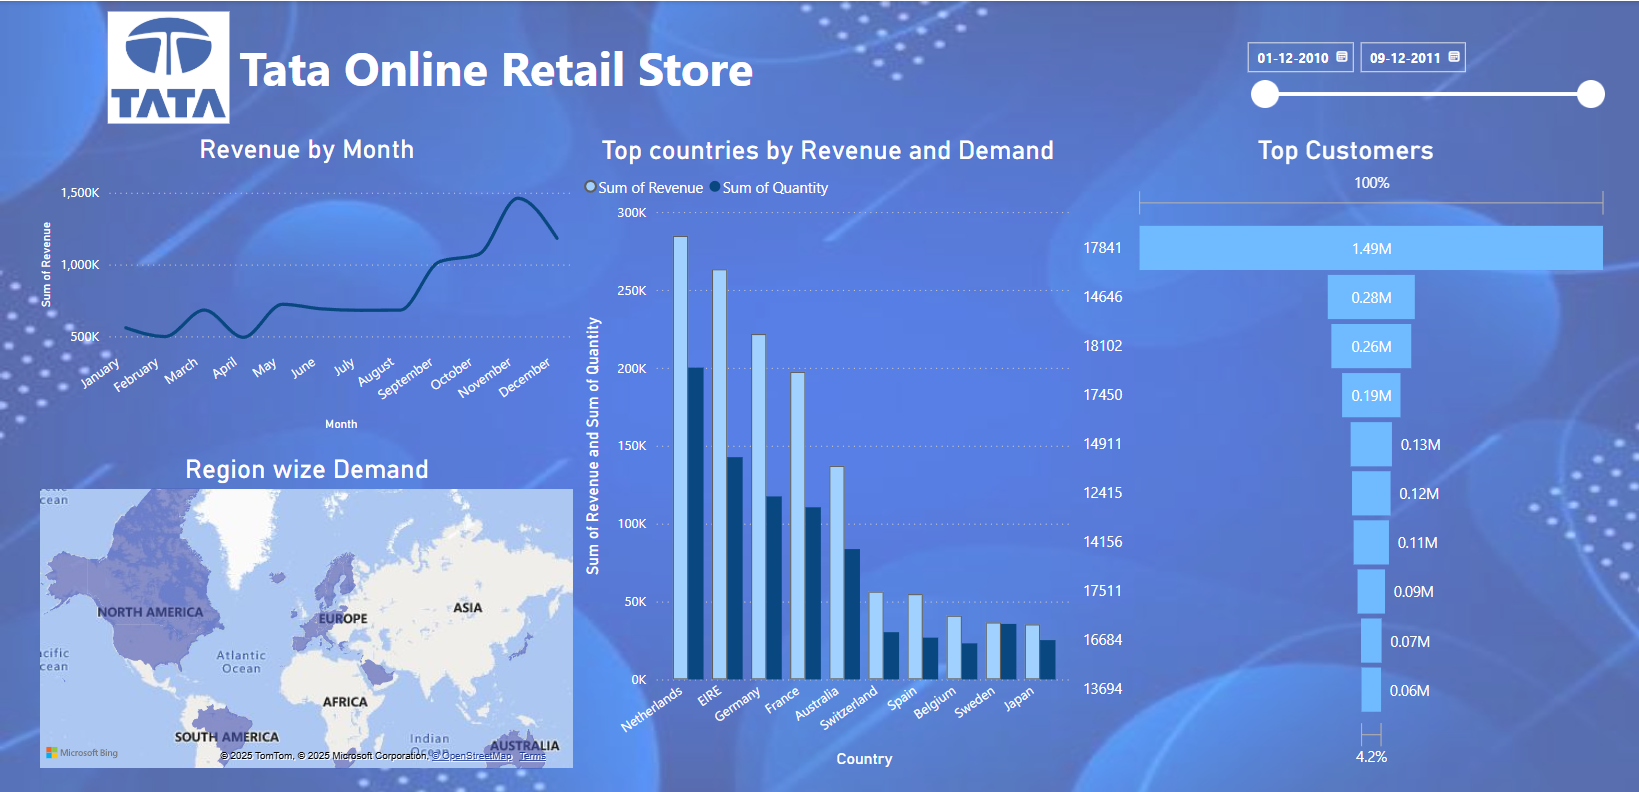 TATA
Tata Online Retail Store
01-12-2010
09-12-2011
Revenue by Month
1,500K
1,000K
500K
Sum of Revenue
January
February
March
April
May
June
July
August
September
October
November
December
Month
Region wize Demand
cean
NORTH AMERICA
EUROPE
ASIA
Atlantic
Ocean
acific
cean
AFRICA
SOUTH AMERICA
Indian
AUSTRALIA
Microsoft Bing
© 2025 TomTom, © 2025 Microsoft Corporation, © OpenStreetMap Terms
Top countries by Revenue and Demand
Sum of Revenue
Sum of Quantity
300K
250K
200K
150K
100K
50K
0K
Sum of Revenue and Sum of Quantity
Netherlands
EIRE
Germany
France
Australia
Switzerland
Spain
Belgium
Sweden
Japan
Country
Top Customers
100%
17841 1.49M
14646 0.28M
18102 0.26M
17450 0.19M
14911 0.13M
12415 0.12M
14156 0.11M
17511 0.09M
16684 0.07M
13694 0.06M
4.2%